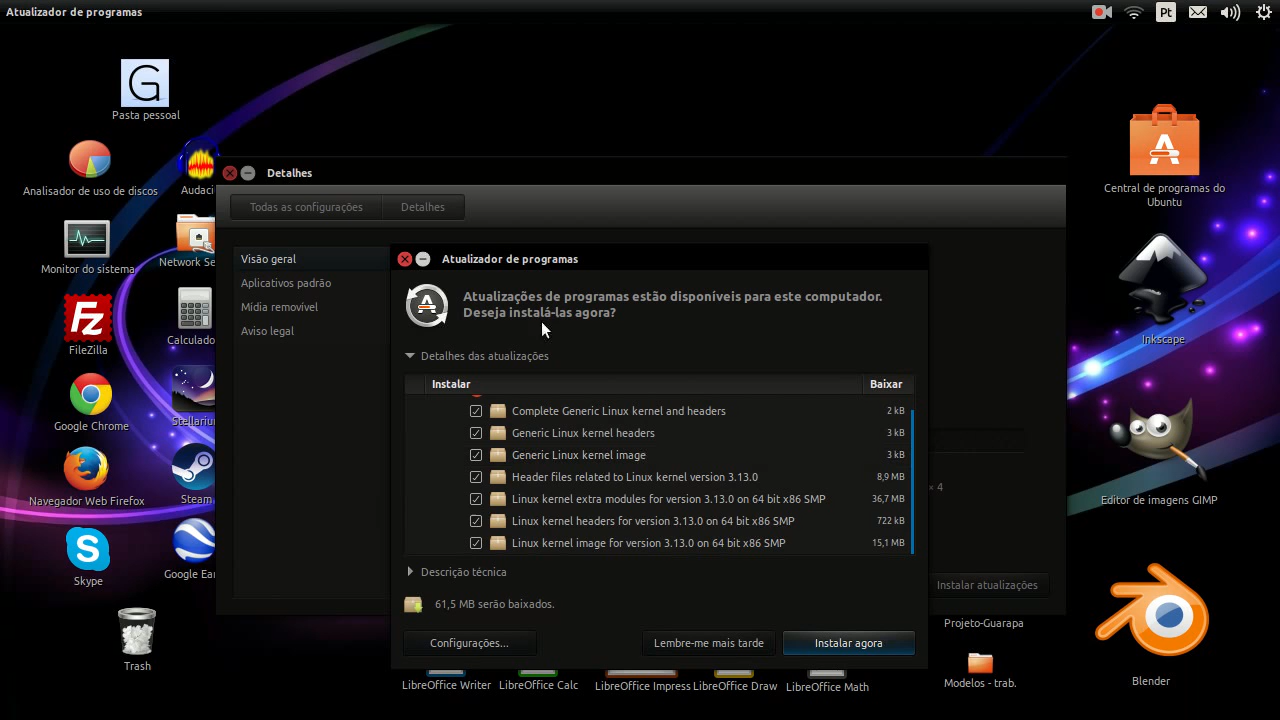 Atualizador de programas
Pt
Pasta pessoal
Analisador de uso de discos
Audaci
Monitor do sistema
Network Se
FileZilla
Calculado
Google Chrome
Stellariu
Navegador Web Firefox
Steam
Skype
Google Ear
Trash
Detalhes
Todas as configurações
Detalhes
Visão geral
Aplicativos padrão
Mídia removível
Aviso legal
× 4
Instalar atualizações
Atualizador de programas
Atualizações de programas estão disponíveis para este computador.
Deseja instalá-las agora?
Detalhes das atualizações
Instalar Baixar
Complete Generic Linux kernel and headers 2 kB
Generic Linux kernel headers 3 kB
Generic Linux kernel image 3 kB
Header files related to Linux kernel version 3.13.0 8,9 MB
Linux kernel extra modules for version 3.13.0 on 64 bit x86 SMP 36,7 MB
Linux kernel headers for version 3.13.0 on 64 bit x86 SMP 722 kB
Linux kernel image for version 3.13.0 on 64 bit x86 SMP 15,1 MB
Descrição técnica
61,5 MB serão baixados.
Configurações...
Lembre-me mais tarde
Instalar agora
LibreOffice Writer
LibreOffice Calc
LibreOffice Impress
LibreOffice Draw
LibreOffice Math
Projeto-Guarapa
Modelos - trab.
Central de programas do
Ubuntu
Inkscape
Editor de imagens GIMP
Blender